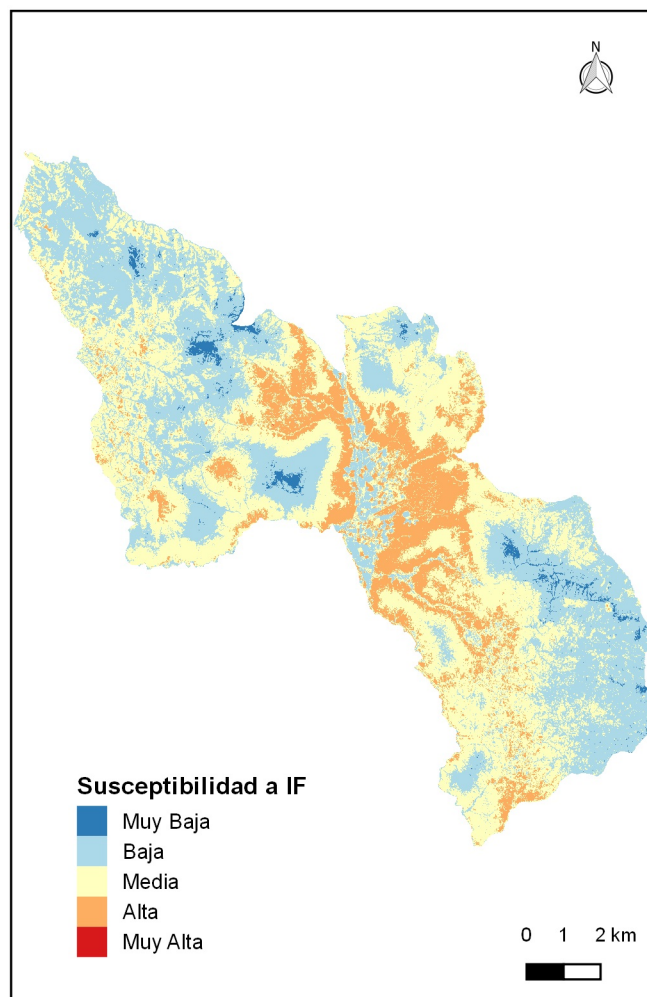 N
Susceptibilidad a IF
Muy Baja
Baja
Media
Alta
Muy Alta
0 1 2 km